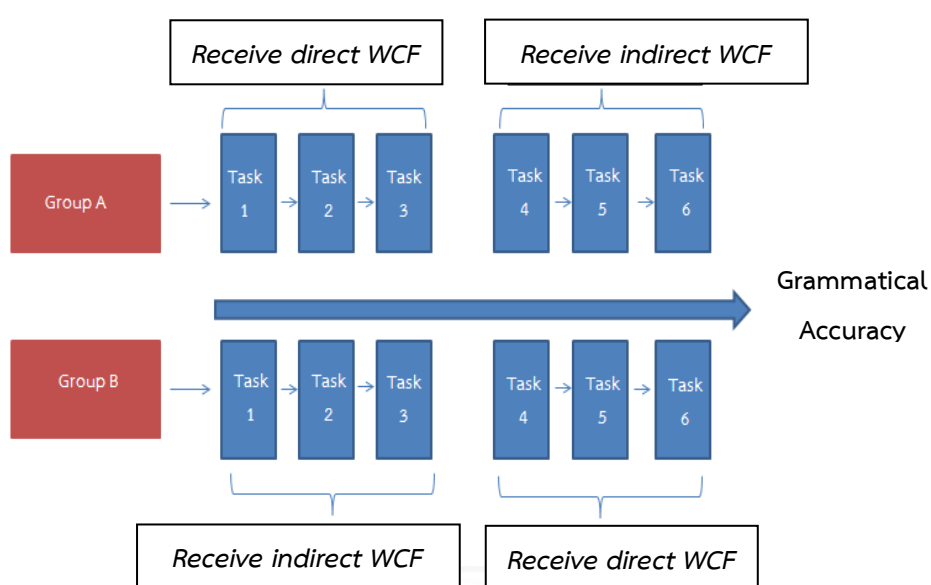 Receive direct WCF
Receive indirect WCF
Group A
Task
1
Task
2
Task
3
Task
4
Task
5
Task
6
Grammatical
Accuracy
Group B
Task
1
Task
2
Task
3
Task
4
Task
5
Task
6
Receive indirect WCF
Receive direct WCF